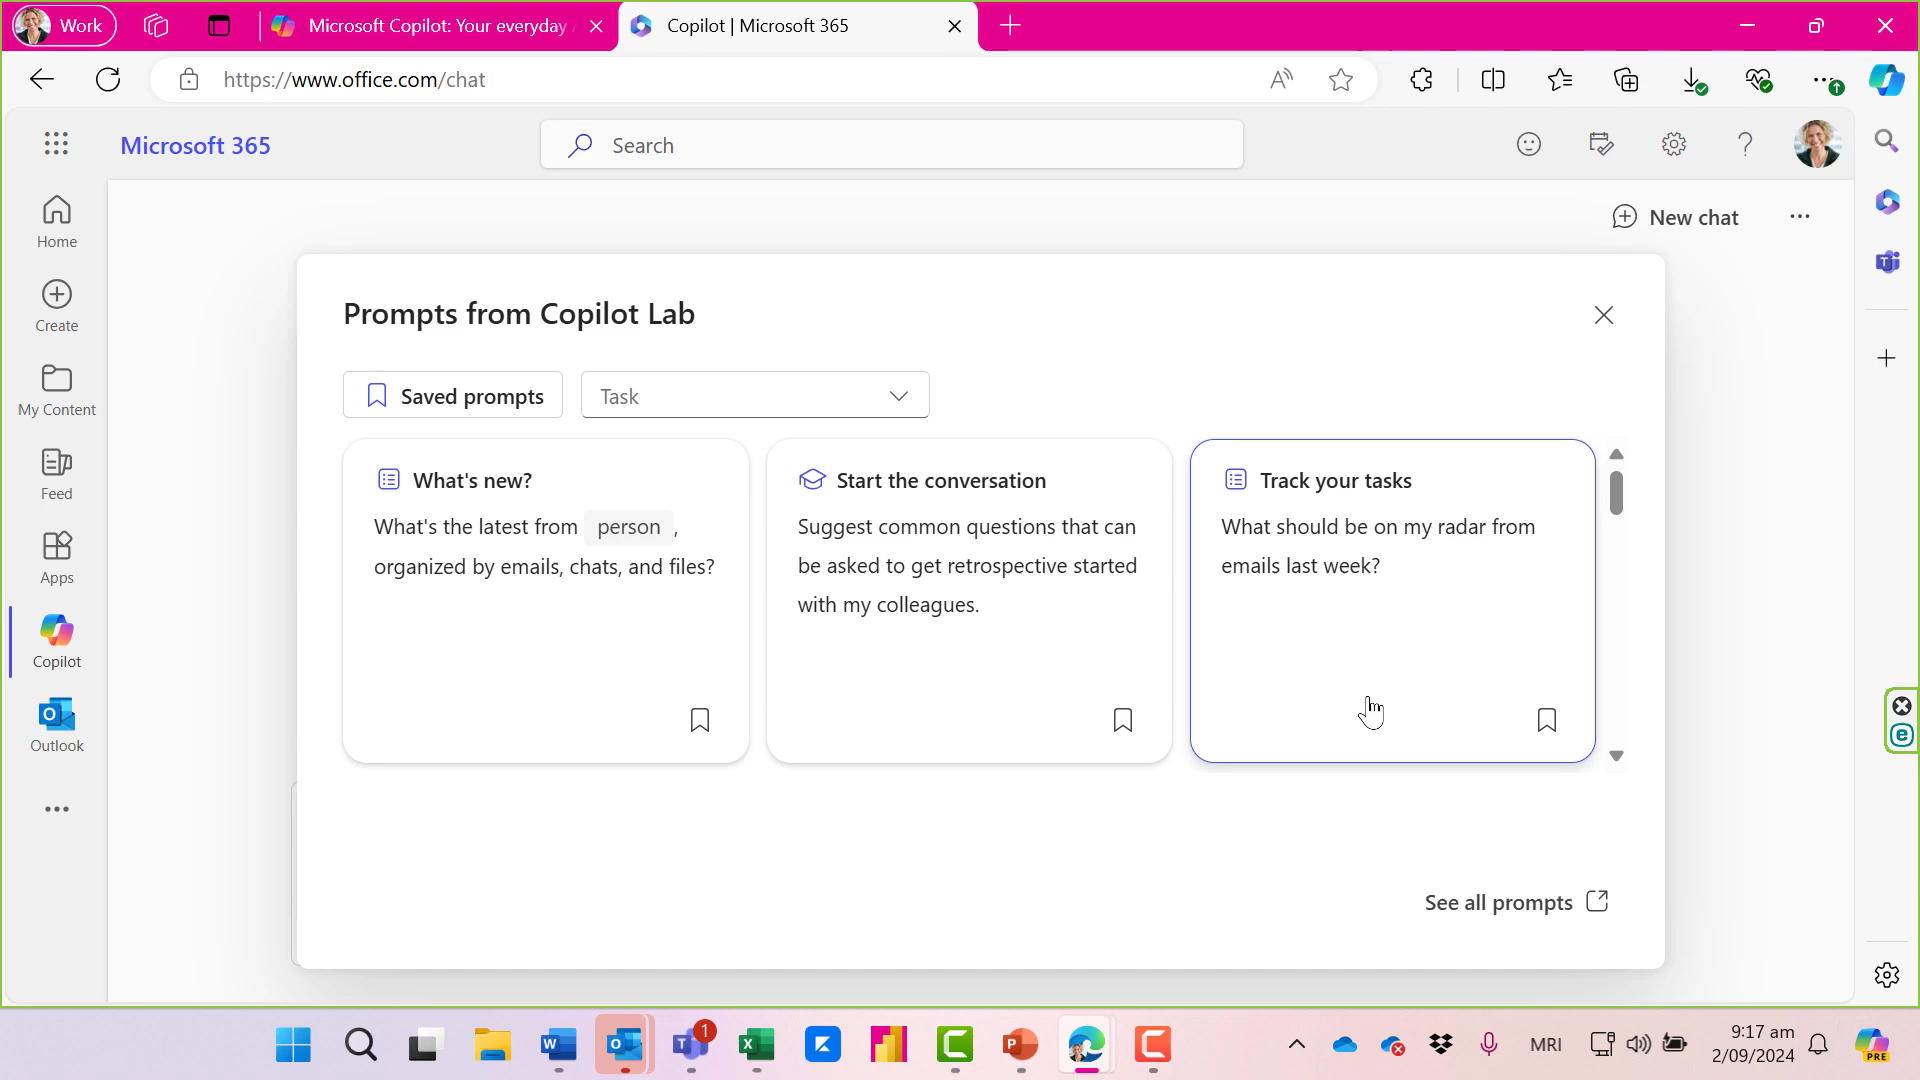 Work
Microsoft Copilot: Your everyday
Copilot | Microsoft 365
https://www.office.com/chat
Microsoft 365
Search
New chat
Home
Create
My Content
Feed
Apps
Copilot
Outlook
Prompts from Copilot Lab
Saved prompts
Task
What's new?
What's the latest from person ,
organized by emails, chats, and files?
Start the conversation
Suggest common questions that can
be asked to get retrospective started
with my colleagues.
Track your tasks
What should be on my radar from
emails last week?
See all prompts
1
MRI
9:17 am
2/09/2024
PRE